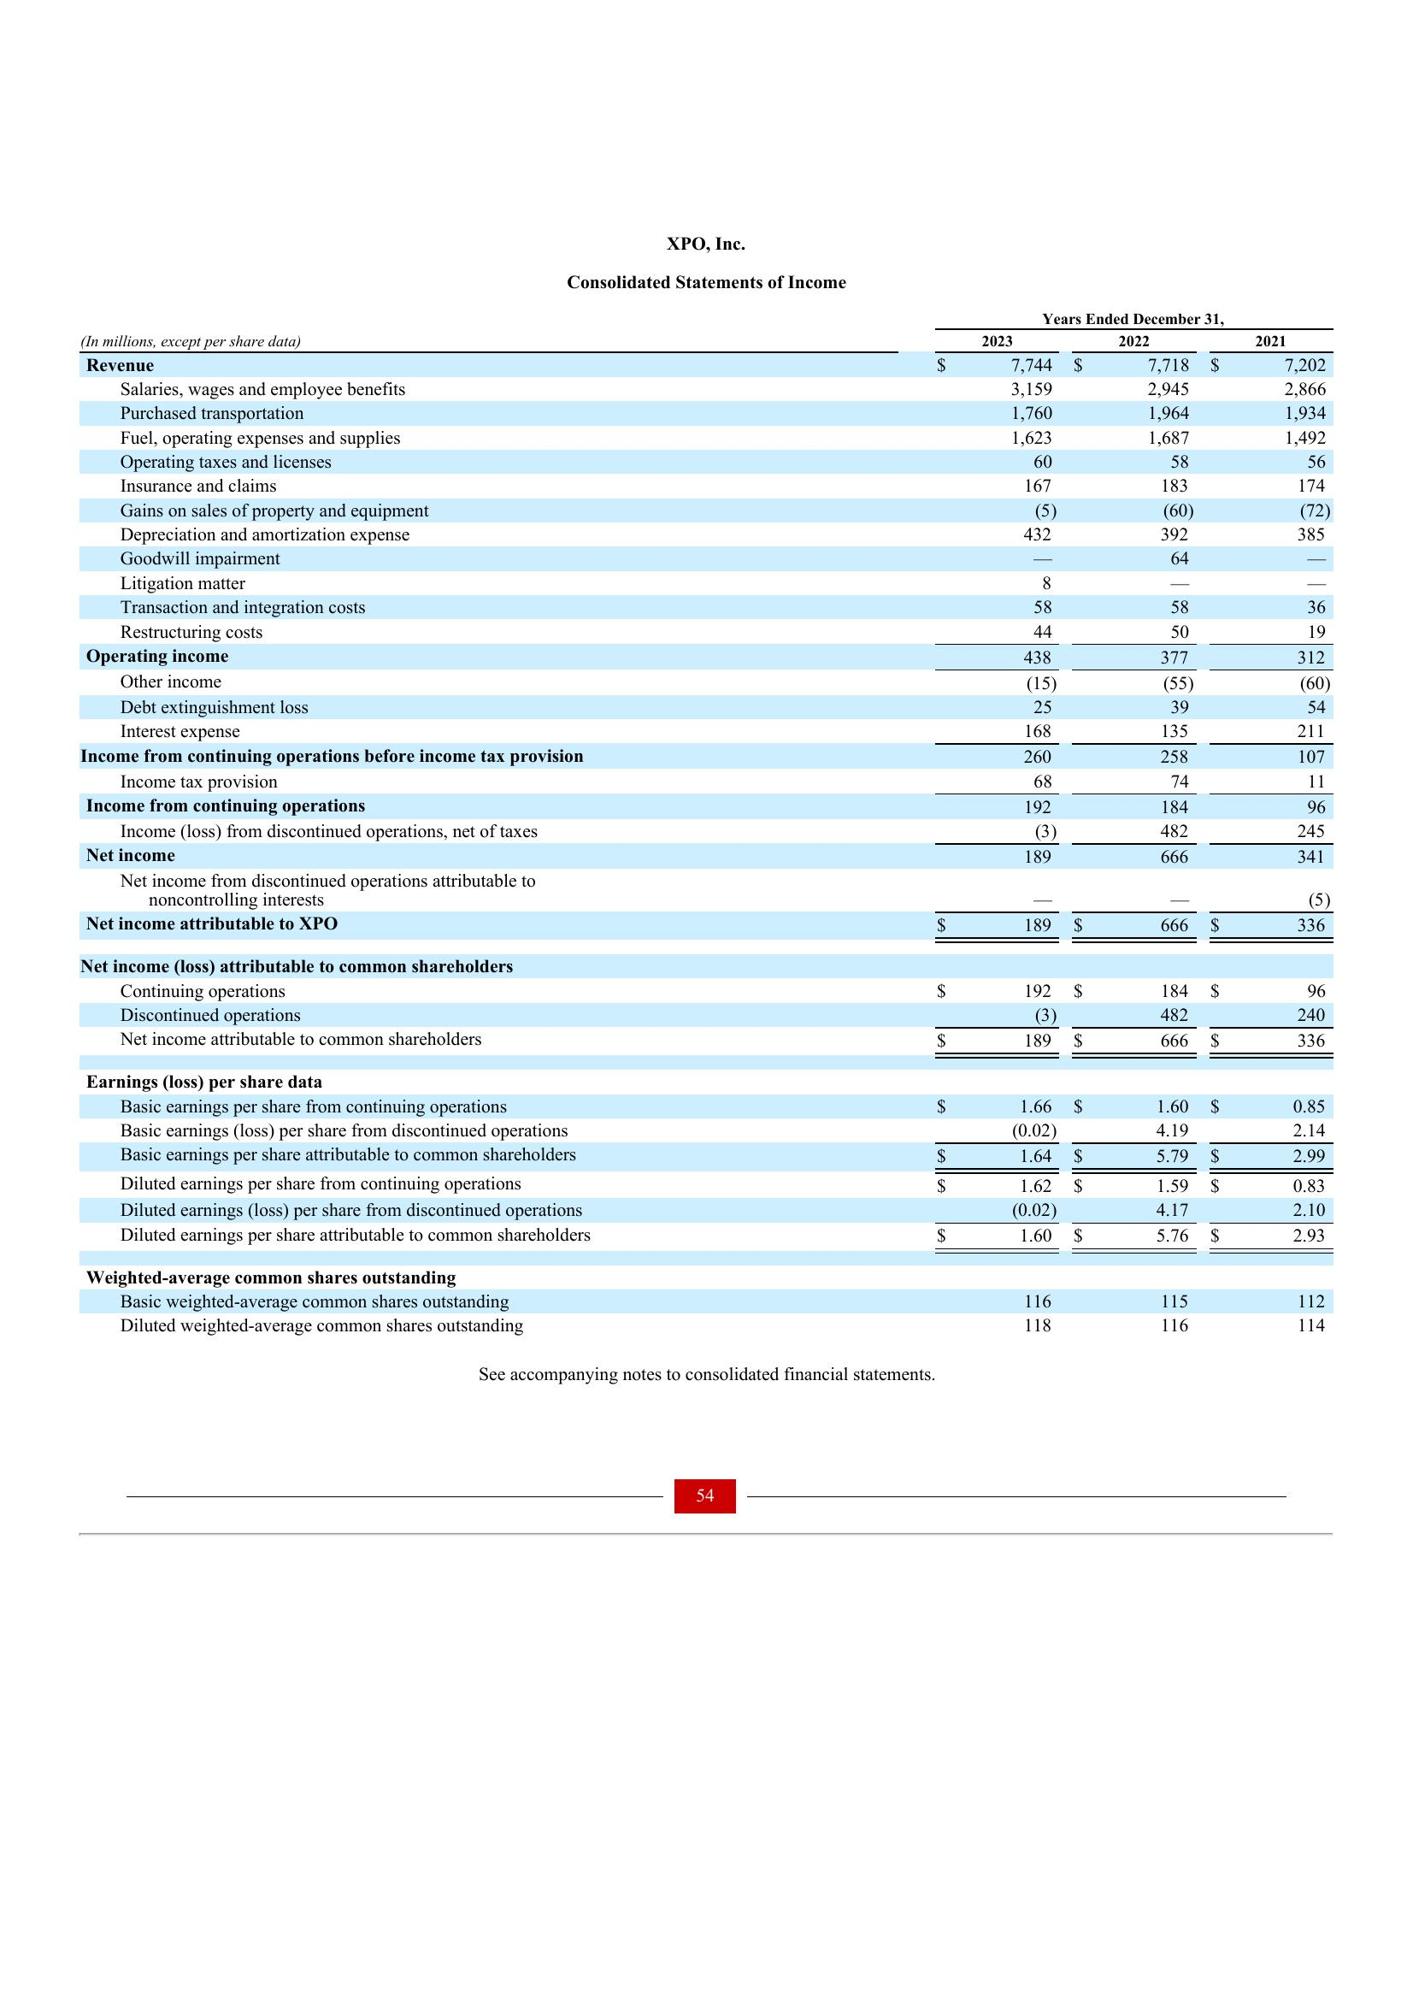 XPO, Inc.
Consolidated Statements of Income
Years Ended December 31,
(In millions, except per share data) 2023 2022 2021
Revenue $ 7,744 $ 7,718 $ 7,202
Salaries, wages and employee benefits 3,159 2,945 2,866
Purchased transportation 1,760 1,964 1,934
Fuel, operating expenses and supplies 1,623 1,687 1,492
Operating taxes and licenses 60 58 56
Insurance and claims 167 183 174
Gains on sales of property and equipment (5) (60) (72)
Depreciation and amortization expense 432 392 385
Goodwill impairment — 64 —
Litigation matter 8 — —
Transaction and integration costs 58 58 36
Restructuring costs 44 50 19
Operating income 438 377 312
Other income (15) (55) (60)
Debt extinguishment loss 25 39 54
Interest expense 168 135 211
Income from continuing operations before income tax provision 260 258 107
Income tax provision 68 74 11
Income from continuing operations 192 184 96
Income (loss) from discontinued operations, net of taxes (3) 482 245
Net income 189 666 341
Net income from discontinued operations attributable to
noncontrolling interests — — (5)
Net income attributable to XPO $ 189 $ 666 $ 336
Net income (loss) attributable to common shareholders
Continuing operations $ 192 $ 184 $ 96
Discontinued operations (3) 482 240
Net income attributable to common shareholders $ 189 $ 666 $ 336
Earnings (loss) per share data
Basic earnings per share from continuing operations $ 1.66 $ 1.60 $ 0.85
Basic earnings (loss) per share from discontinued operations (0.02) 4.19 2.14
Basic earnings per share attributable to common shareholders $ 1.64 $ 5.79 $ 2.99
Diluted earnings per share from continuing operations $ 1.62 $ 1.59 $ 0.83
Diluted earnings (loss) per share from discontinued operations (0.02) 4.17 2.10
Diluted earnings per share attributable to common shareholders $ 1.60 $ 5.76 $ 2.93
Weighted-average common shares outstanding
Basic weighted-average common shares outstanding 116 115 112
Diluted weighted-average common shares outstanding 118 116 114
See accompanying notes to consolidated financial statements.
54